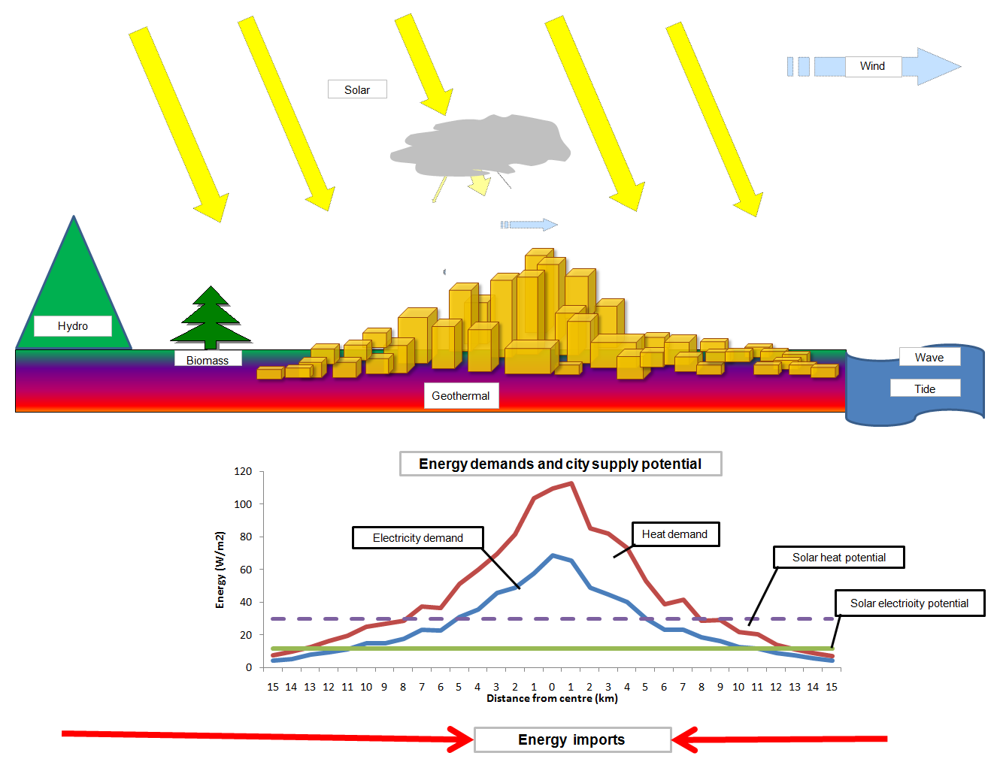 Solar
Wind
Hydro
Biomass
Geothermal
Wave
Tide
Energy demands and city supply potential
120
100
80
60
40
20
0
Energy (W/m2)
Electricity demand
Heat demand
Solar heat potential
Solar electrioity potential
15 14 13 12 11 10 9 8 7 6 5 4 3 2 1 0 1 2 3 4 5 6 7 8 9 10 11 12 13 14 15
Distance from centre (km)
Energy imports